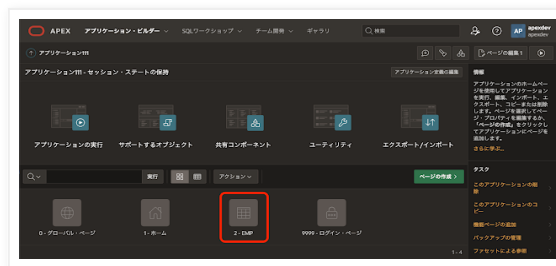 APEX アプリケーション・ビルダー SQLワークショップ チーム開発 ギャラリ 検索 AP apexdev
apexdev
アプリケーション111 ページの編集1
アプリケーション111 - セッション・ステートの保持 アプリケーション定義の編集
アプリケーションの実行 サポートするオブジェクト 共有コンポーネント ユーティリティ エクスポート/インポート
実行 アクション ページの作成 >
0 - グローバル・ページ 1 - ホーム 2 - EMP 9999 - ログイン・ページ
1 - 4
情報
アプリケーションのホームペー
ジを使用してアプリケーション
を実行、編集、インポート、エ
クスポート、コピーまたは削除
します。ページを選択してペー
ジ・プロパティを編集するか、
「ページの作成」をクリックし
てアプリケーションにページを
追加します。
さらに学ぶ...
タスク
このアプリケーションの削
除
このアプリケーションのコ
ピー
機能ページの追加
バックアップの管理
ファセットによる参照